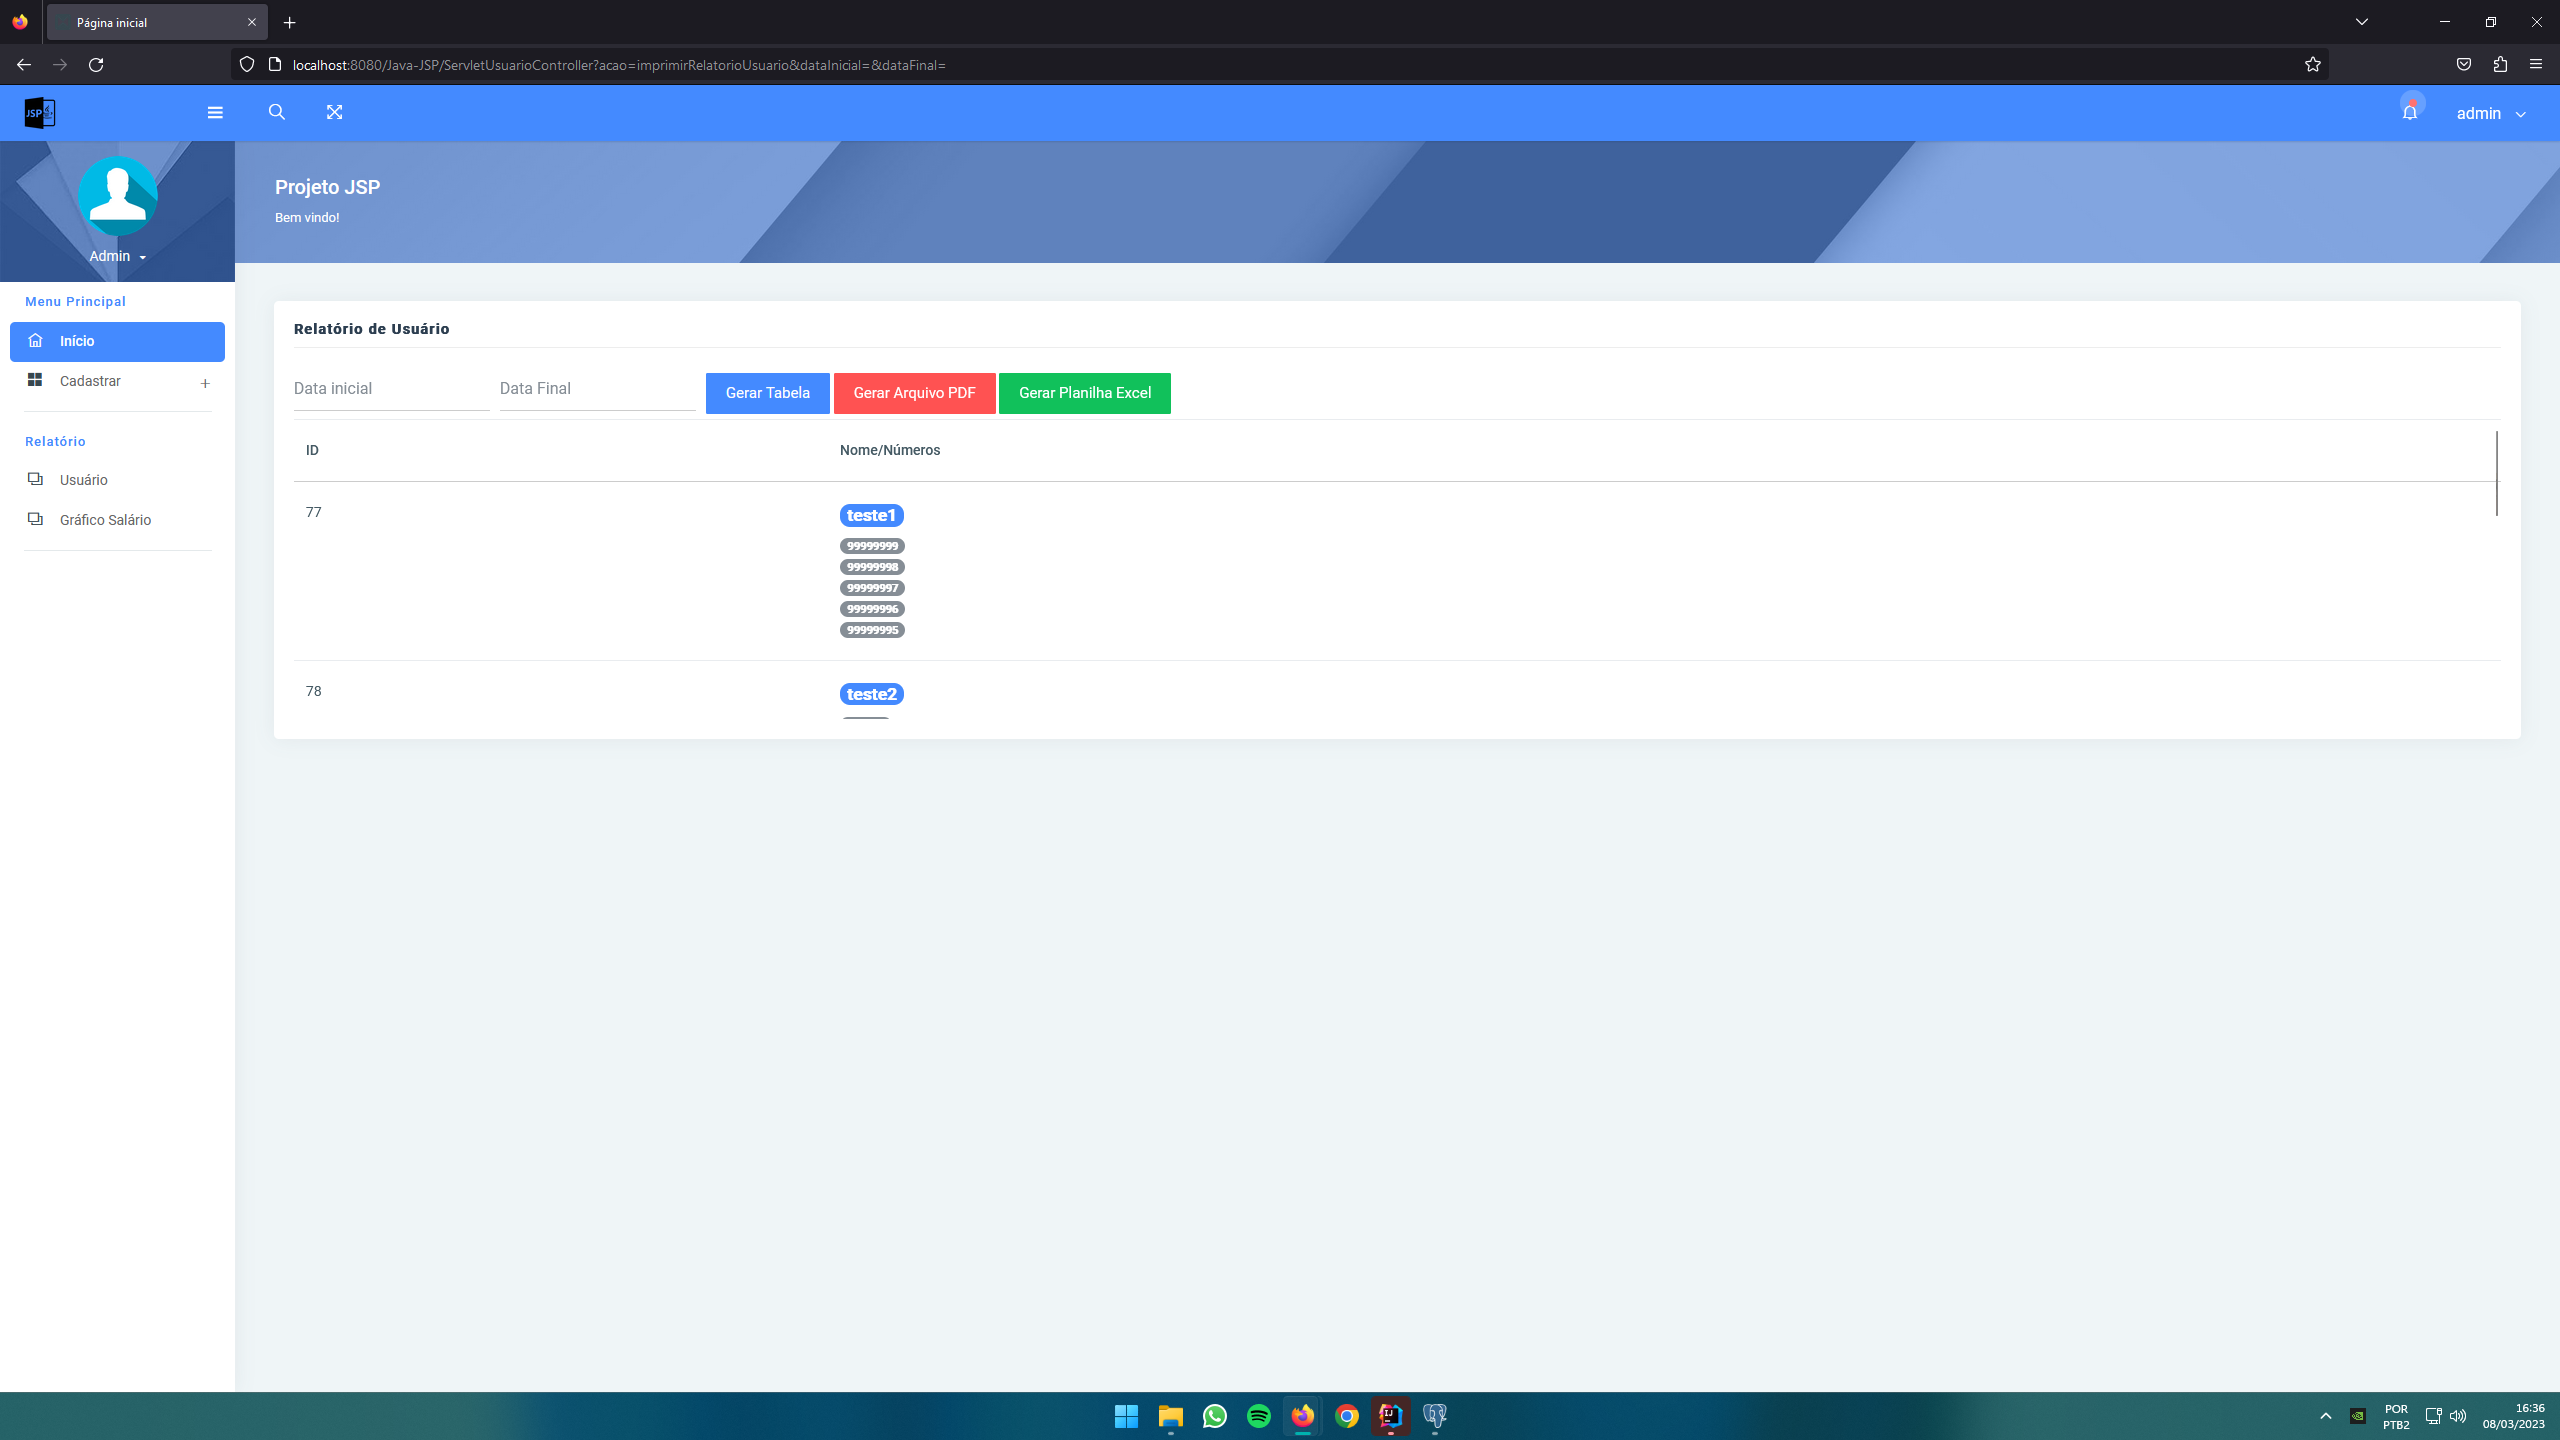 Página inicial
localhost:8080/Java-JSP/ServletUsuarioController?acao=imprimirRelatorioUsuario&dataInicial=&dataFinal=
JSP
admin
Projeto JSP
Bem vindo!
Admin
Menu Principal
Início
Cadastrar
Relatório
Usuário
Gráfico Salário
Relatório de Usuário
Data inicial
Data Final
Gerar Tabela
Gerar Arquivo PDF
Gerar Planilha Excel
ID
Nome/Números
77
teste1
99999999
99999998
99999997
99999996
99999995
78
teste2
POR
PTB2
16:36
08/03/2023